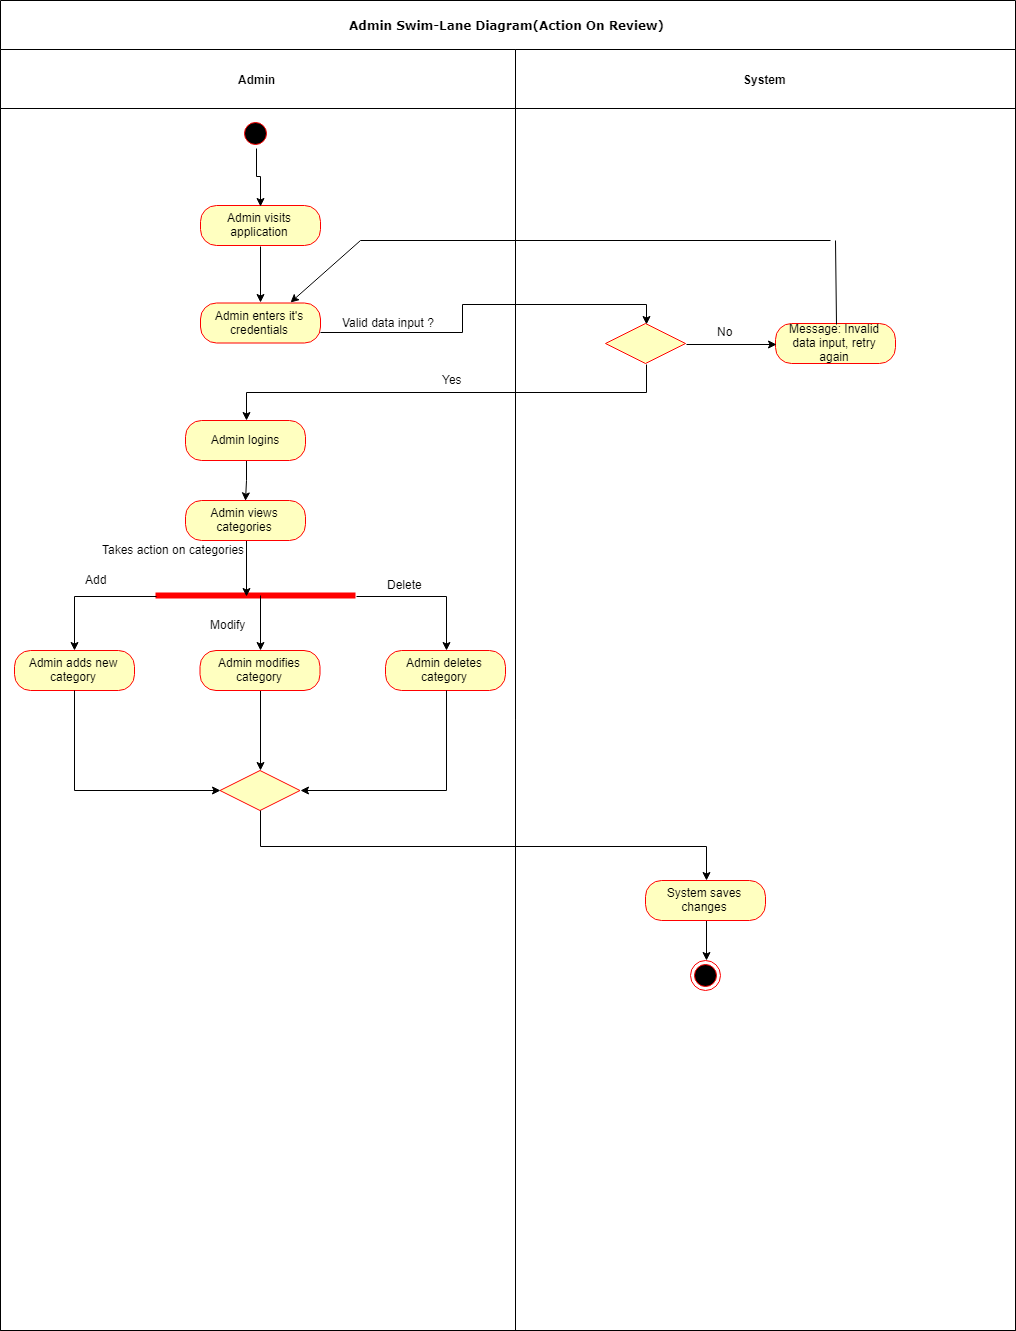 Admin Swim-Lane Diagram(Action On Review)
Admin
System
Admin visits
application
Admin enters it's
credentials
Valid data input ?
No
Message: Invalid
data input, retry
again
Yes
Admin logins
Admin views
categories
Takes action on categories
Add
Delete
Modify
Admin adds new
category
Admin modifies
category
Admin deletes
category
System saves
changes